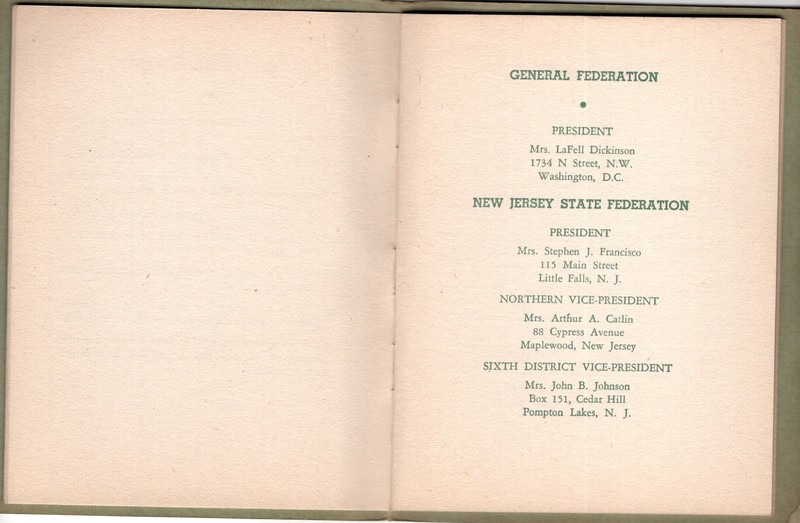 GENERAL FEDERATION
PRESIDENT
Mrs. LaFell Dickinson
1734 N Street, N.W.
Washington, D.C.
NEW JERSEY STATE FEDERATION
PRESIDENT
Mrs. Stephen J. Francisco
115 Main Street
Little Falls, N. J.
NORTHERN VICE-PRESIDENT
Mrs. Arthur A. Catlin
88 Cypress Avenue
Maplewood, New Jersey
SIXTH DISTRICT VICE-PRESIDENT
Mrs. John B. Johnson
Box 151, Cedar Hill
Pompton Lakes, N. J.